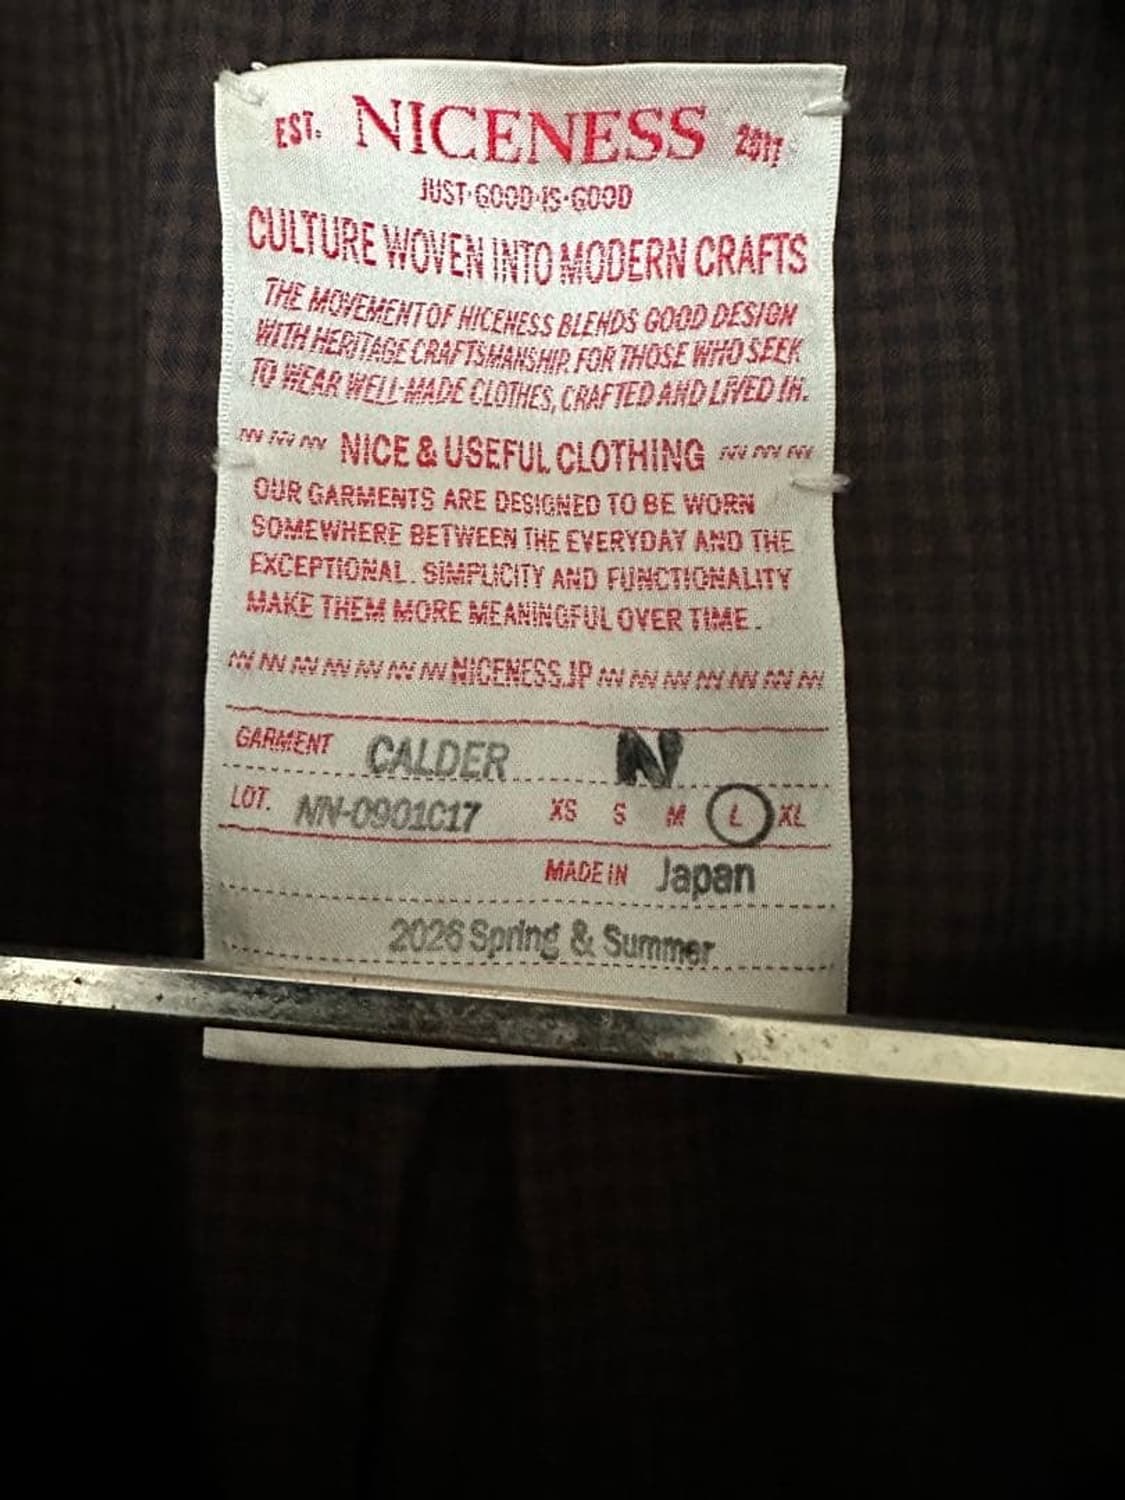 EST. NICENESS 2017
JUST·GOOD·IS·GOOD
CULTURE WOVEN INTO MODERN CRAFTS
THE MOVEMENT OF NICENESS BLENDS GOOD DESIGN
WITH HERITAGE CRAFTSMANSHIP. FOR THOSE WHO SEEK
TO WEAR WELL-MADE CLOTHES, CRAFTED AND LIVED IN.
NICE & USEFUL CLOTHING
OUR GARMENTS ARE DESIGNED TO BE WORN
SOMEWHERE BETWEEN THE EVERYDAY AND THE
EXCEPTIONAL. SIMPLICITY AND FUNCTIONALITY
MAKE THEM MORE MEANINGFUL OVER TIME.
NICENESS.JP
GARMENT CALDER N
LOT. NN-0901C17 XS S M L XL
MADE IN Japan
2026 Spring & Summer